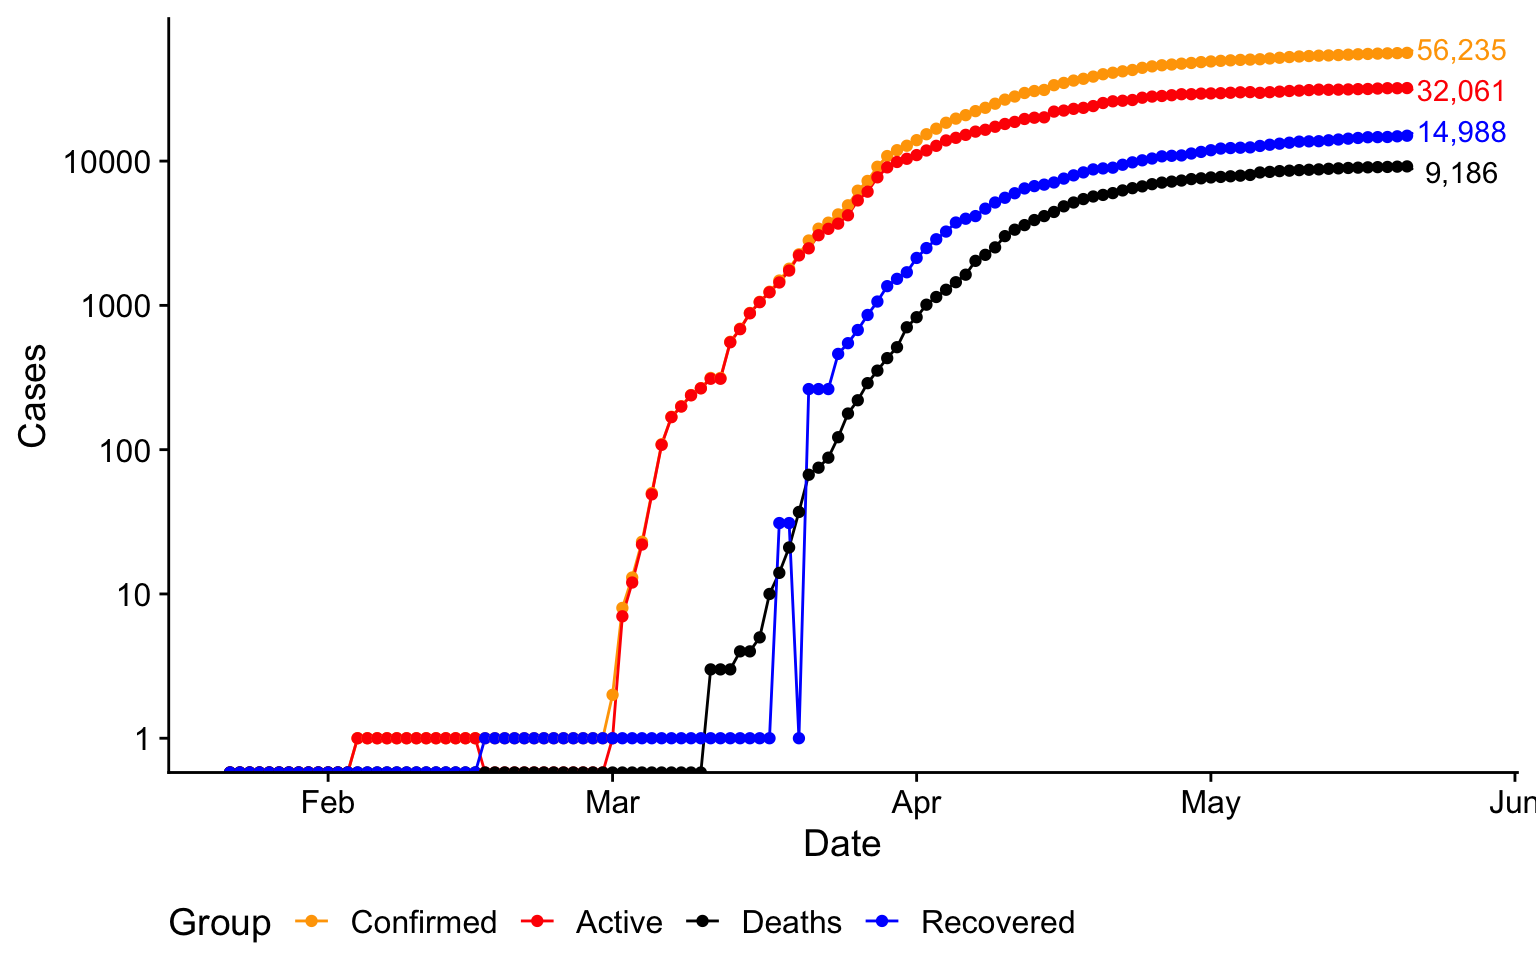 56,235
32,061
14,988
9,186
10000
1000
100
10
1
Cases
Feb Mar Apr May Jun
Date
Group Confirmed Active Deaths Recovered